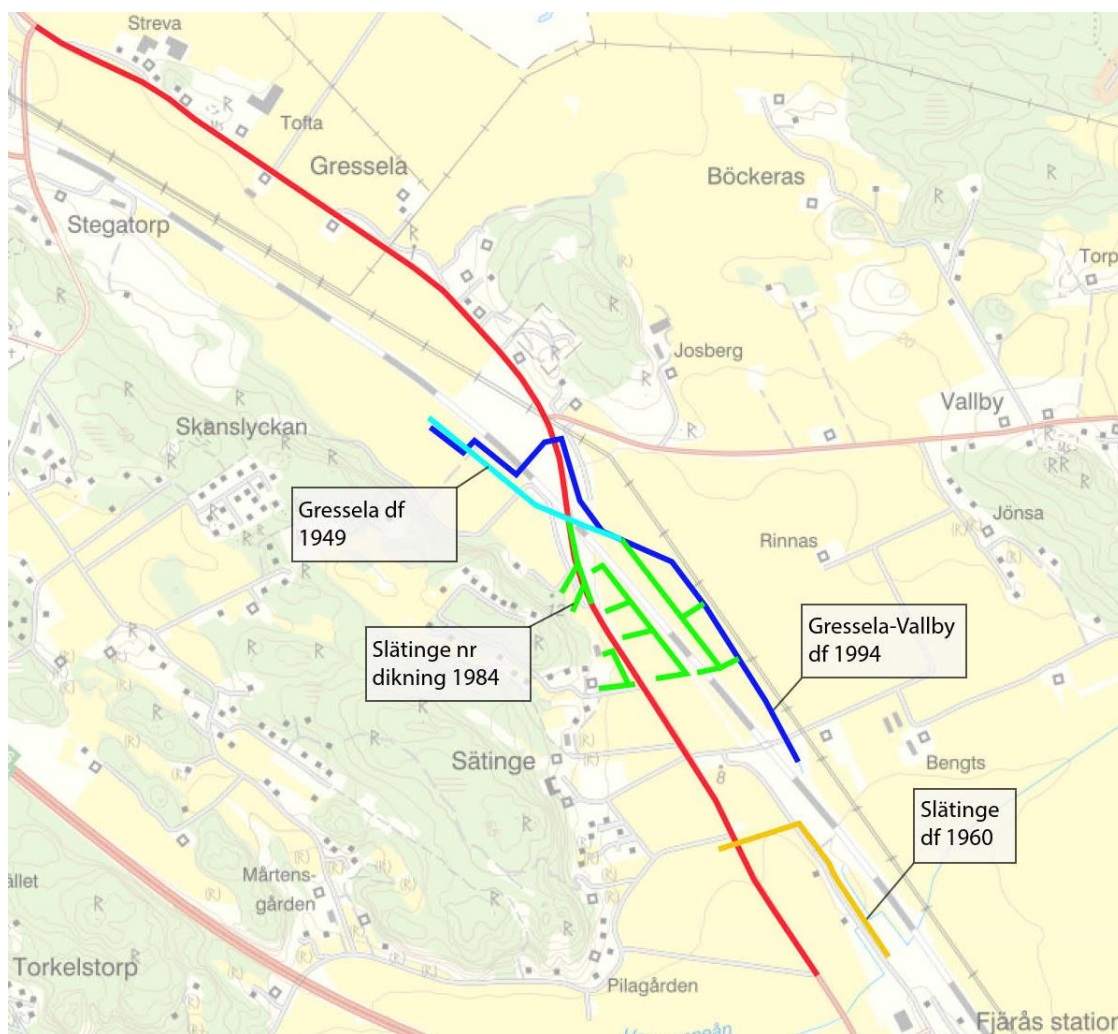 Streva
Tofta
Gressela
Böckeras
Stegatorp
Torp
Josberg
Vallby
Skanslyckan
Gressela df
1949
Jönsa
Rinnas
Slätinge nr
dikning 1984
Gressela-Vallby
df 1994
Sätinge
8
Bengts
Slätinge
df 1960
Mårtens-
gården
Torkelstorp
Pilagården
Fjärås station